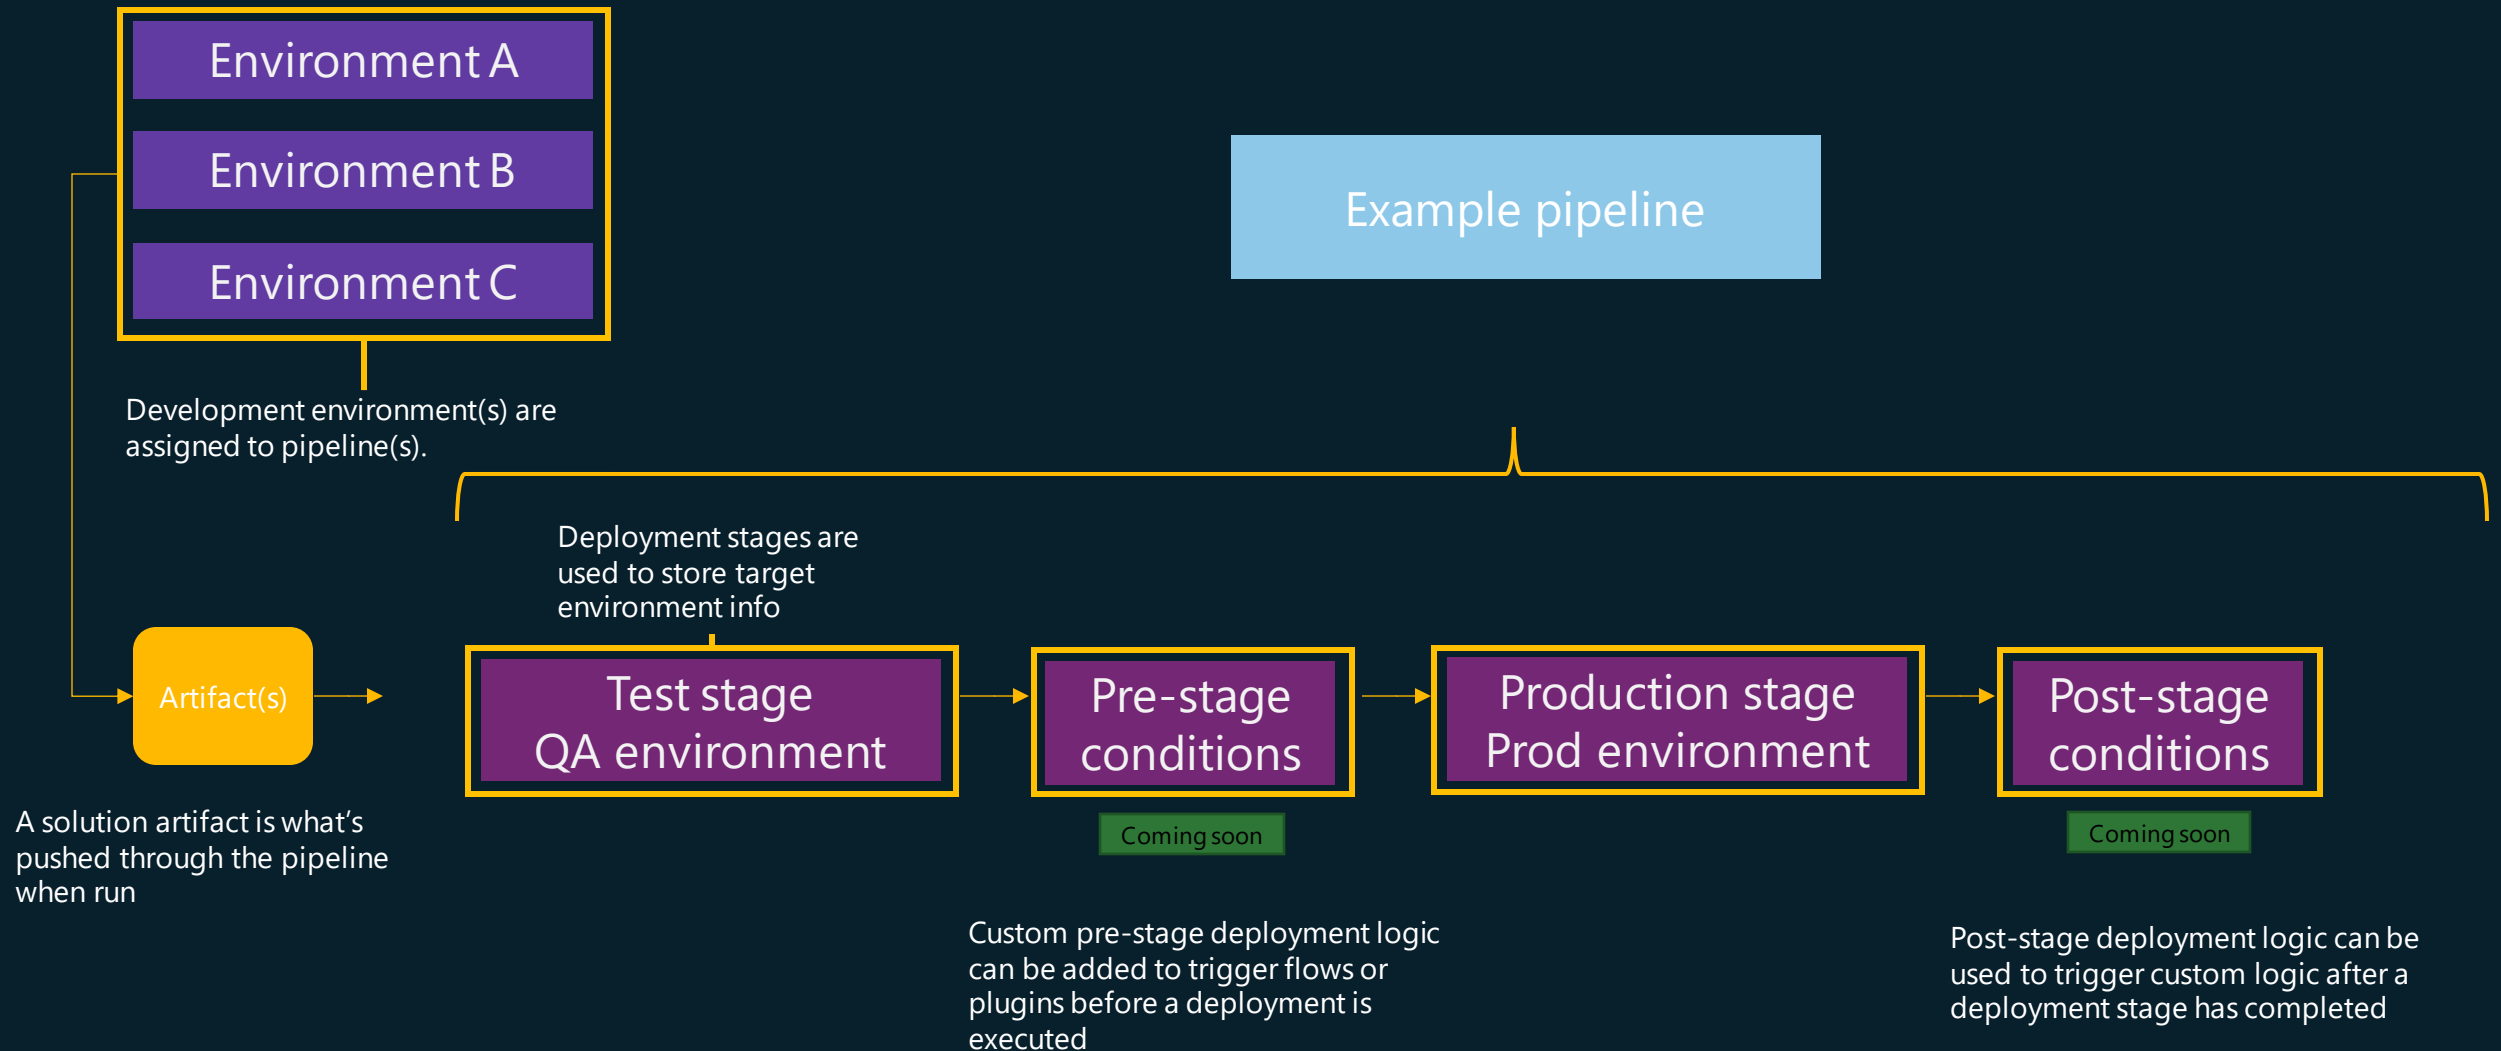 Environment A
Environment B
Environment C
Example pipeline
Development environment(s) are
assigned to pipeline(s).
Deployment stages are
used to store target
environment info
Artifact(s)
Test stage
QA environment
Pre-stage
conditions
Production stage
Prod environment
Post-stage
conditions
Coming soon
Coming soon
A solution artifact is what’s
pushed through the pipeline
when run
Custom pre-stage deployment logic
can be added to trigger flows or
plugins before a deployment is
executed
Post-stage deployment logic can be
used to trigger custom logic after a
deployment stage has completed